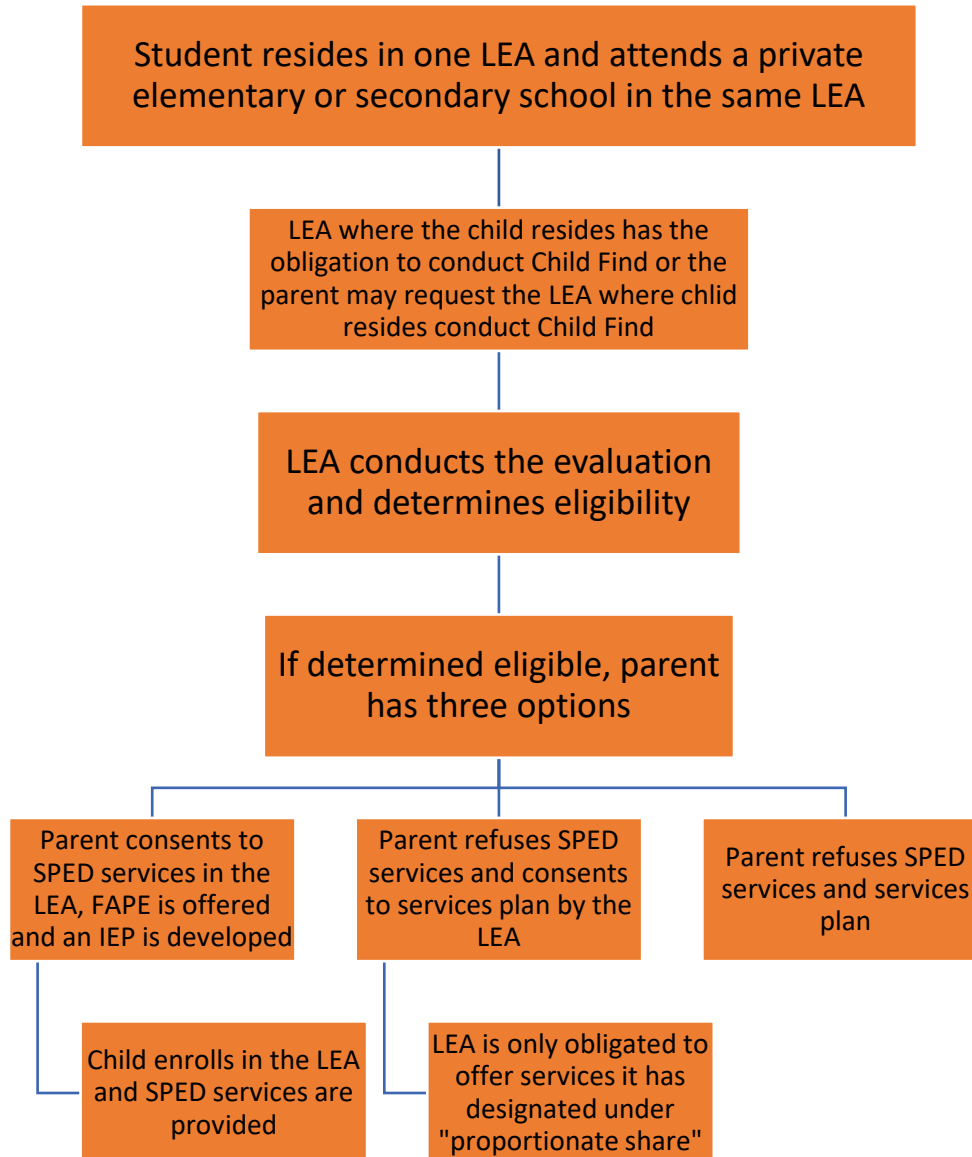 Student resides in one LEA and attends a private
elementary or secondary school in the same LEA
LEA where the child resides has the
obligation to conduct Child Find or the
parent may request the LEA where chlid
resides conduct Child Find
LEA conducts the evaluation
and determines eligibility
If determined eligible, parent
has three options
Parent consents to
SPED services in the
LEA, FAPE is offered
and an IEP is developed
Parent refuses SPED
services and consents
to services plan by the
LEA
Parent refuses SPED
services and services
plan
Child enrolls in the LEA
and SPED services are
provided
LEA is only obligated to
offer services it has
designated under
"proportionate share"